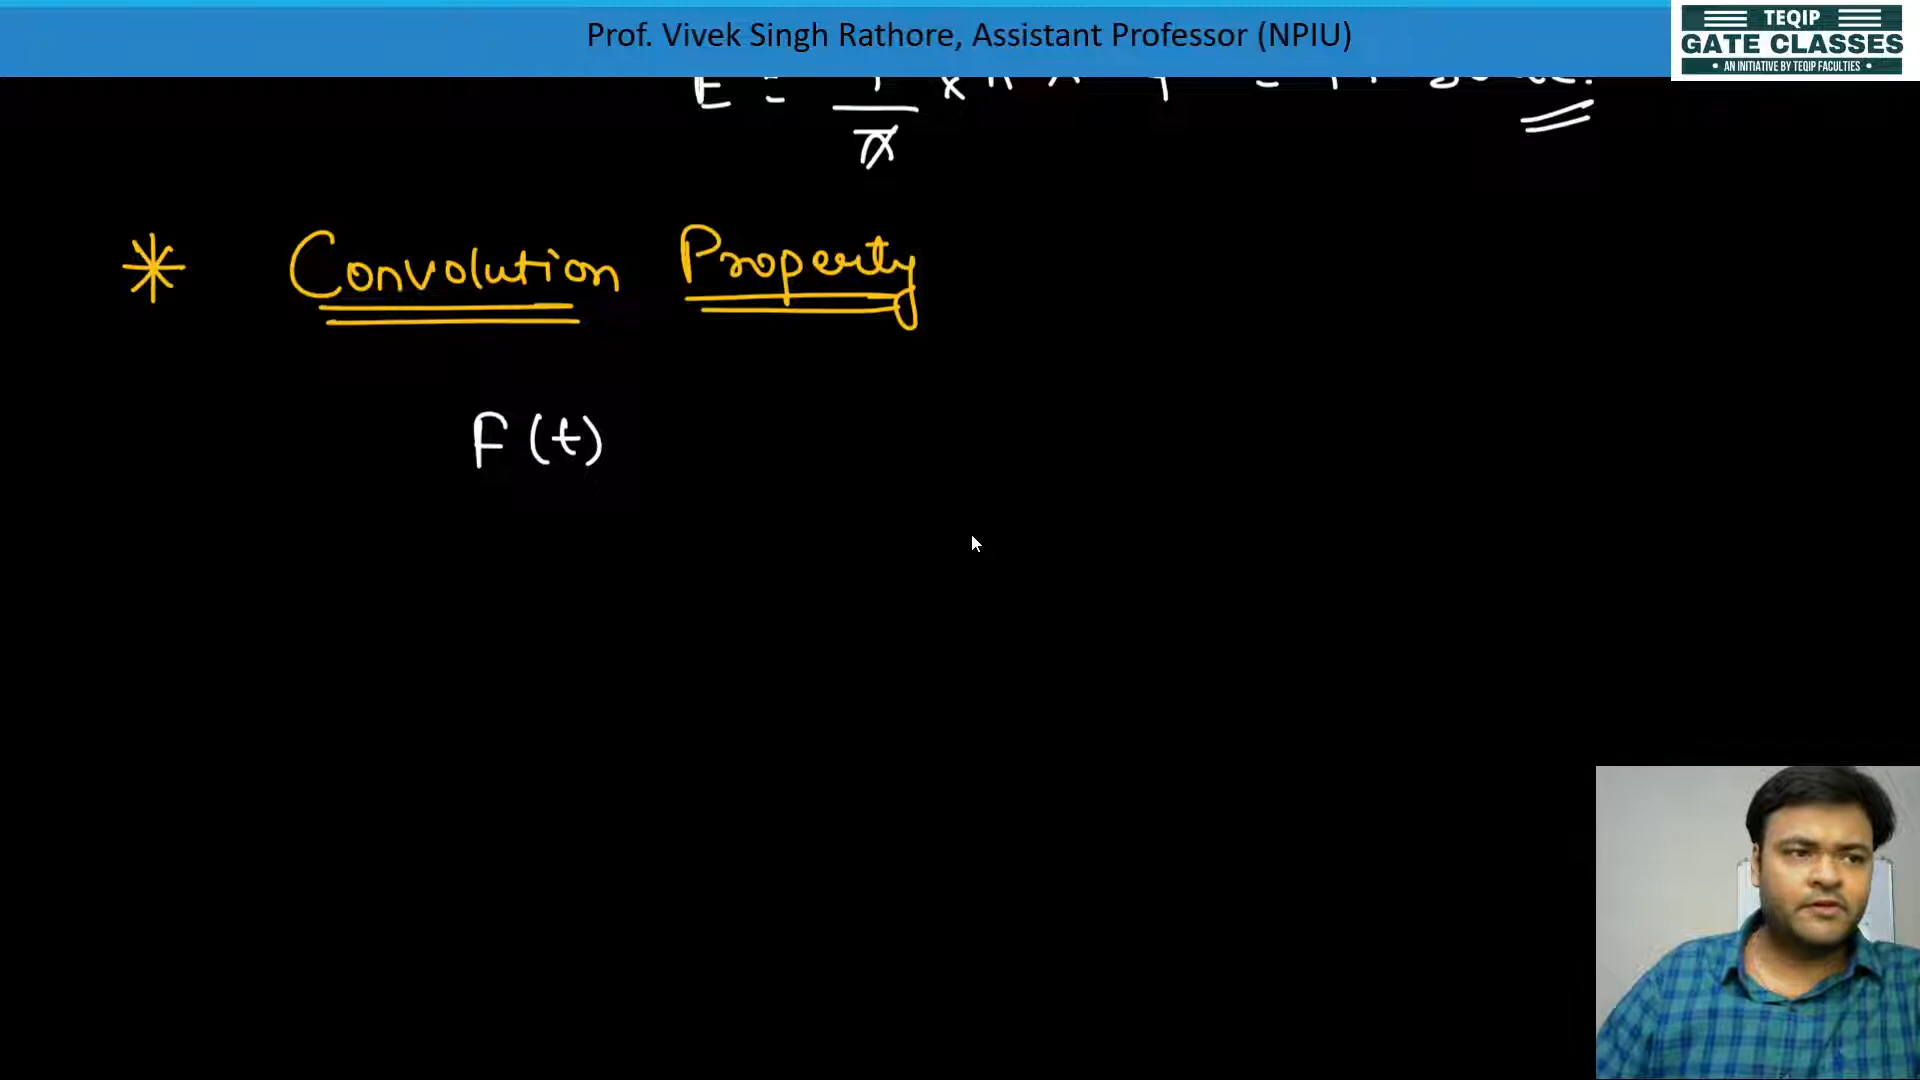 Prof. Vivek Singh Rathore, Assistant Professor (NPIU)
TEQIP
GATE CLASSES
• AN INITIATIVE BY TEQIP FACULTIES •
π
* Convolution Property
F(t)